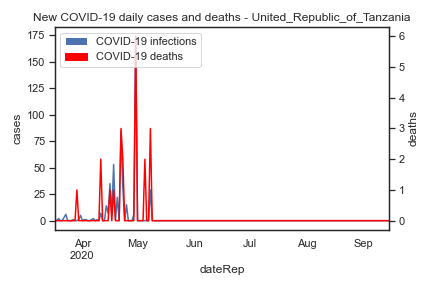 New COVID-19 daily cases and deaths - United_Republic_of_Tanzania
COVID-19 infections
COVID-19 deaths
175
150
125
100
75
50
25
0
cases
6
5
4
3
2
1
0
deaths
Apr
2020
May
Jun
Jul
Aug
Sep
dateRep